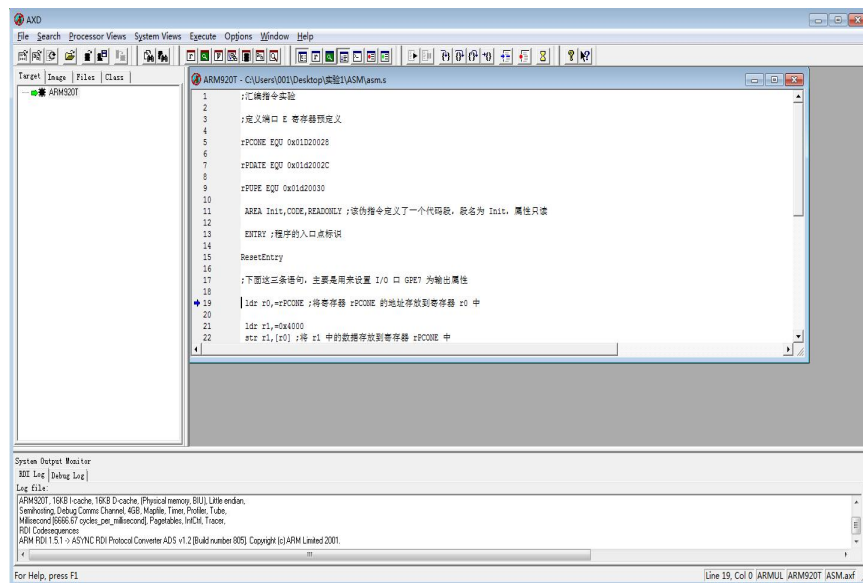 AXD
File Search Processor Views System Views Execute Options Window Help
Target Image Files Class
ARM920T
ARM920T - C:\Users\001\Desktop\实验1\ASM\asm.s
1 ;汇编指令实验
2
3 ;定义端口 E 寄存器预定义
4
5 rPCONE EQU 0x01D20028
6
7 rPDATE EQU 0x01d2002C
8
9 rPUPE EQU 0x01d20030
10
11 AREA Init,CODE,READONLY ;该伪指令定义了一个代码段，段名为 Init，属性只读
12
13 ENTRY ;程序的入口点标识
14
15 ResetEntry
16
17 ;下面这三条语句，主要是用来设置 I/O 口 GPE7 为输出属性
18
19 ldr r0,=rPCONE ;将寄存器 rPCONE 的地址存放到寄存器 r0 中
20
21 ldr r1,=0x4000
22 str r1,[r0] ;将 r1 中的数据存放到寄存器 rPCONE 中
System Output Monitor
RDI Log Debug Log
Log file:
ARM920T, 16KB I-cache, 16KB D-cache, (Physical memory, BIU), Little endian,
Semihosting, Debug Comms Channel, 4GB, Mapfile, Timer, Profiler, Tube,
Millisecond [6666.67 cycles_per_millisecond], Pagetables, IntCtrl, Tracer,
RDI Codesequences
ARM RDI 1.5.1 -> ASYNC RDI Protocol Converter ADS v1.2 [Build number 805]. Copyright (c) ARM Limited 2001.
For Help, press F1
Line 19, Col 0 ARMUL ARM920T ASM.axf